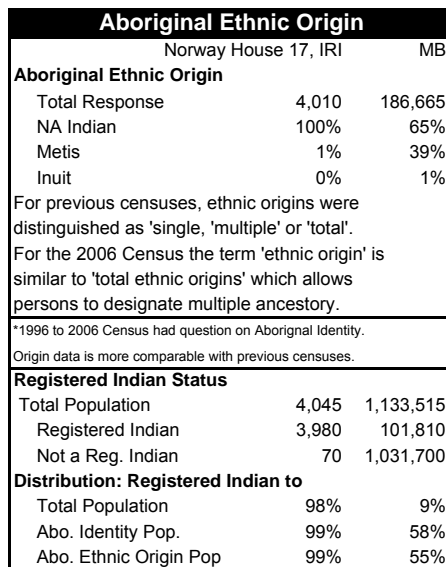 Aboriginal Ethnic Origin
Norway House 17, IRI MB
Aboriginal Ethnic Origin
Total Response 4,010 186,665
NA Indian 100% 65%
Metis 1% 39%
Inuit 0% 1%
For previous censuses, ethnic origins were
distinguished as 'single, 'multiple' or 'total'.
For the 2006 Census the term 'ethnic origin' is
similar to 'total ethnic origins' which allows
persons to designate multiple ancestory.
*1996 to 2006 Census had question on Aborignal Identity.
Origin data is more comparable with previous censuses.
Registered Indian Status
Total Population 4,045 1,133,515
Registered Indian 3,980 101,810
Not a Reg. Indian 70 1,031,700
Distribution: Registered Indian to
Total Population 98% 9%
Abo. Identity Pop. 99% 58%
Abo. Ethnic Origin Pop 99% 55%